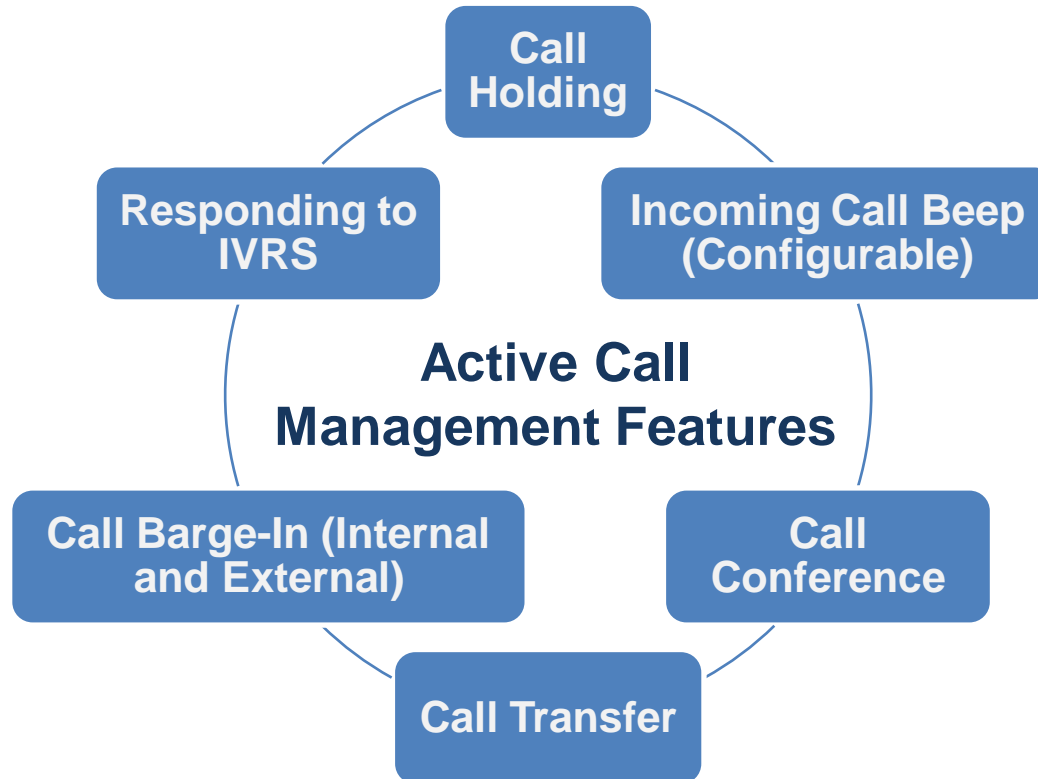 Call
Holding
Incoming Call Beep
(Configurable)
Call
Conference
Call Transfer
Call Barge-In (Internal
and External)
Responding to
IVRS
Active Call
Management Features